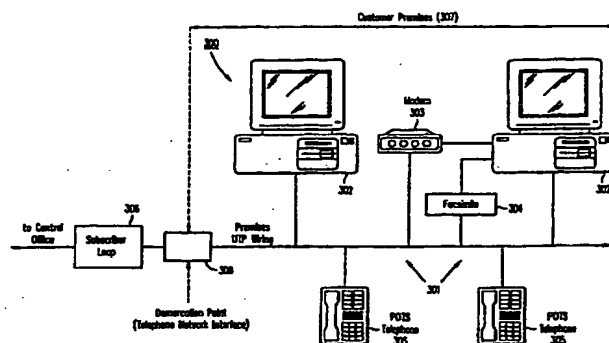 Customer Premises (307)
300
Modem
303
302
302
Facsimile
304
306
to Central
Office
Subscriber
Loop
Premises
UTP Wiring
308
301
Demarcation Point
(Telephone Network Interface)
POTS
Telephone
305
POTS
Telephone
305